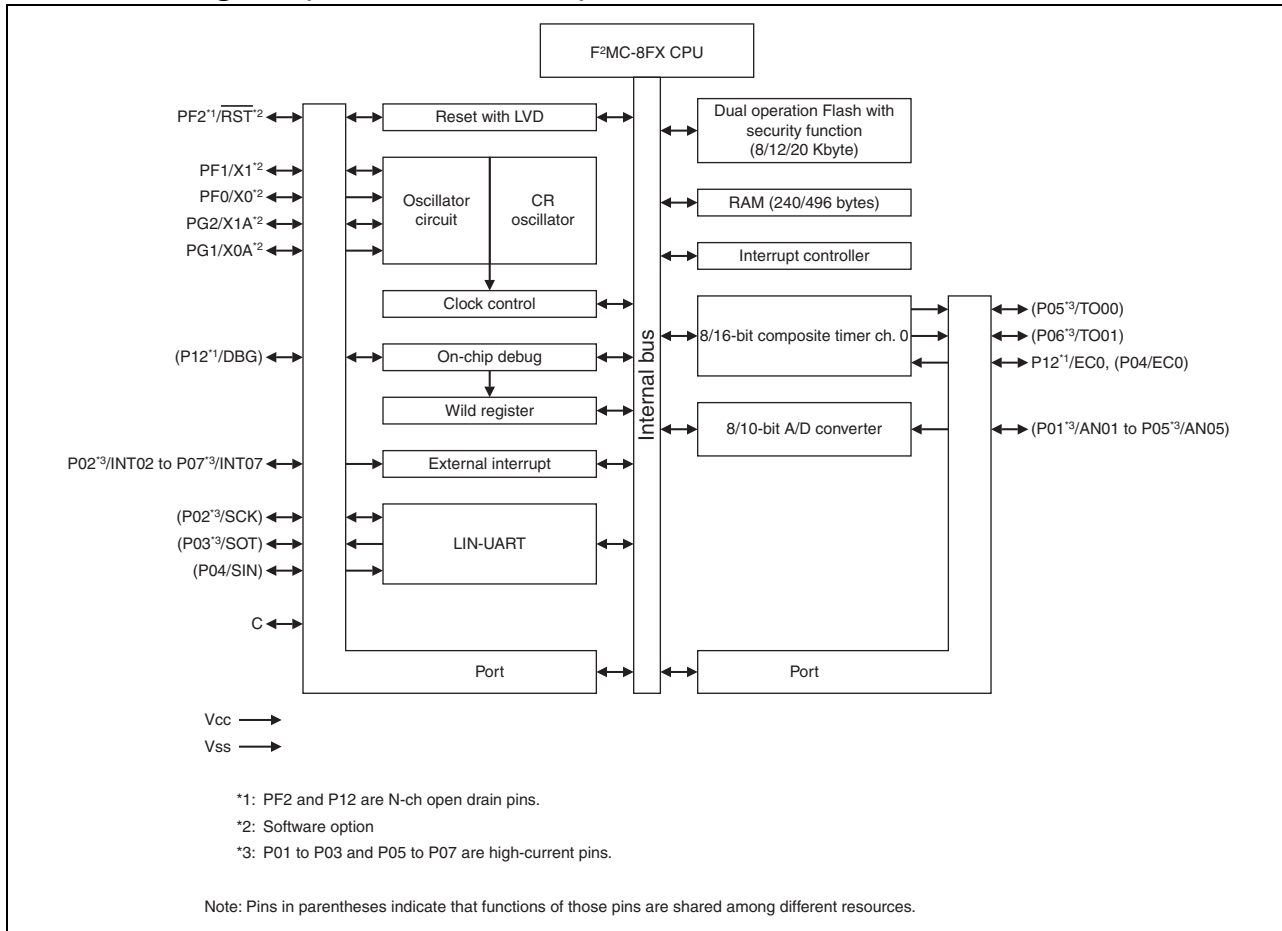 F²MC-8FX CPU
PF2*1/RST*2
Reset with LVD
Dual operation Flash with
security function
(8/12/20 Kbyte)
PF1/X1*2
PF0/X0*2
PG2/X1A*2
PG1/X0A*2
Oscillator
circuit
CR
oscillator
RAM (240/496 bytes)
Interrupt controller
Clock control
Internal bus
8/16-bit composite timer ch. 0
(P05*3/TO00)
(P06*3/TO01)
P12*1/EC0, (P04/EC0)
(P12*1/DBG)
On-chip debug
Wild register
8/10-bit A/D converter
(P01*3/AN01 to P05*3/AN05)
P02*3/INT02 to P07*3/INT07
External interrupt
(P02*3/SCK)
(P03*3/SOT)
(P04/SIN)
LIN-UART
C
Port
Port
Vcc
Vss
*1: PF2 and P12 are N-ch open drain pins.
*2: Software option
*3: P01 to P03 and P05 to P07 are high-current pins.
Note: Pins in parentheses indicate that functions of those pins are shared among different resources.